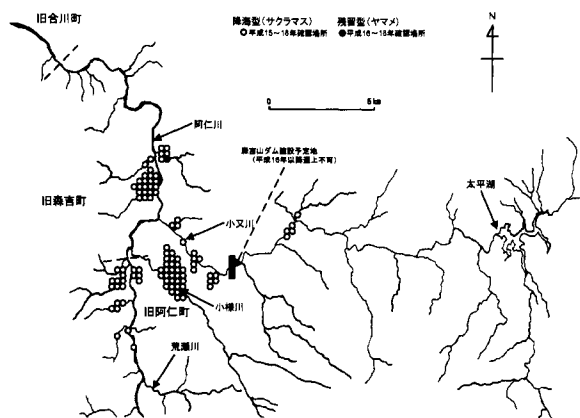 旧合川町
降海型(サクラマス)
○平成15~18年確認場所
残留型(ヤマメ)
●平成16~18年確認場所
N
0 5 km
阿仁川
森吉山ダム建設予定地
(平成16年以降遡上不可)
旧森吉町
太平湖
小又川
小様川
旧阿仁町
荒瀬川